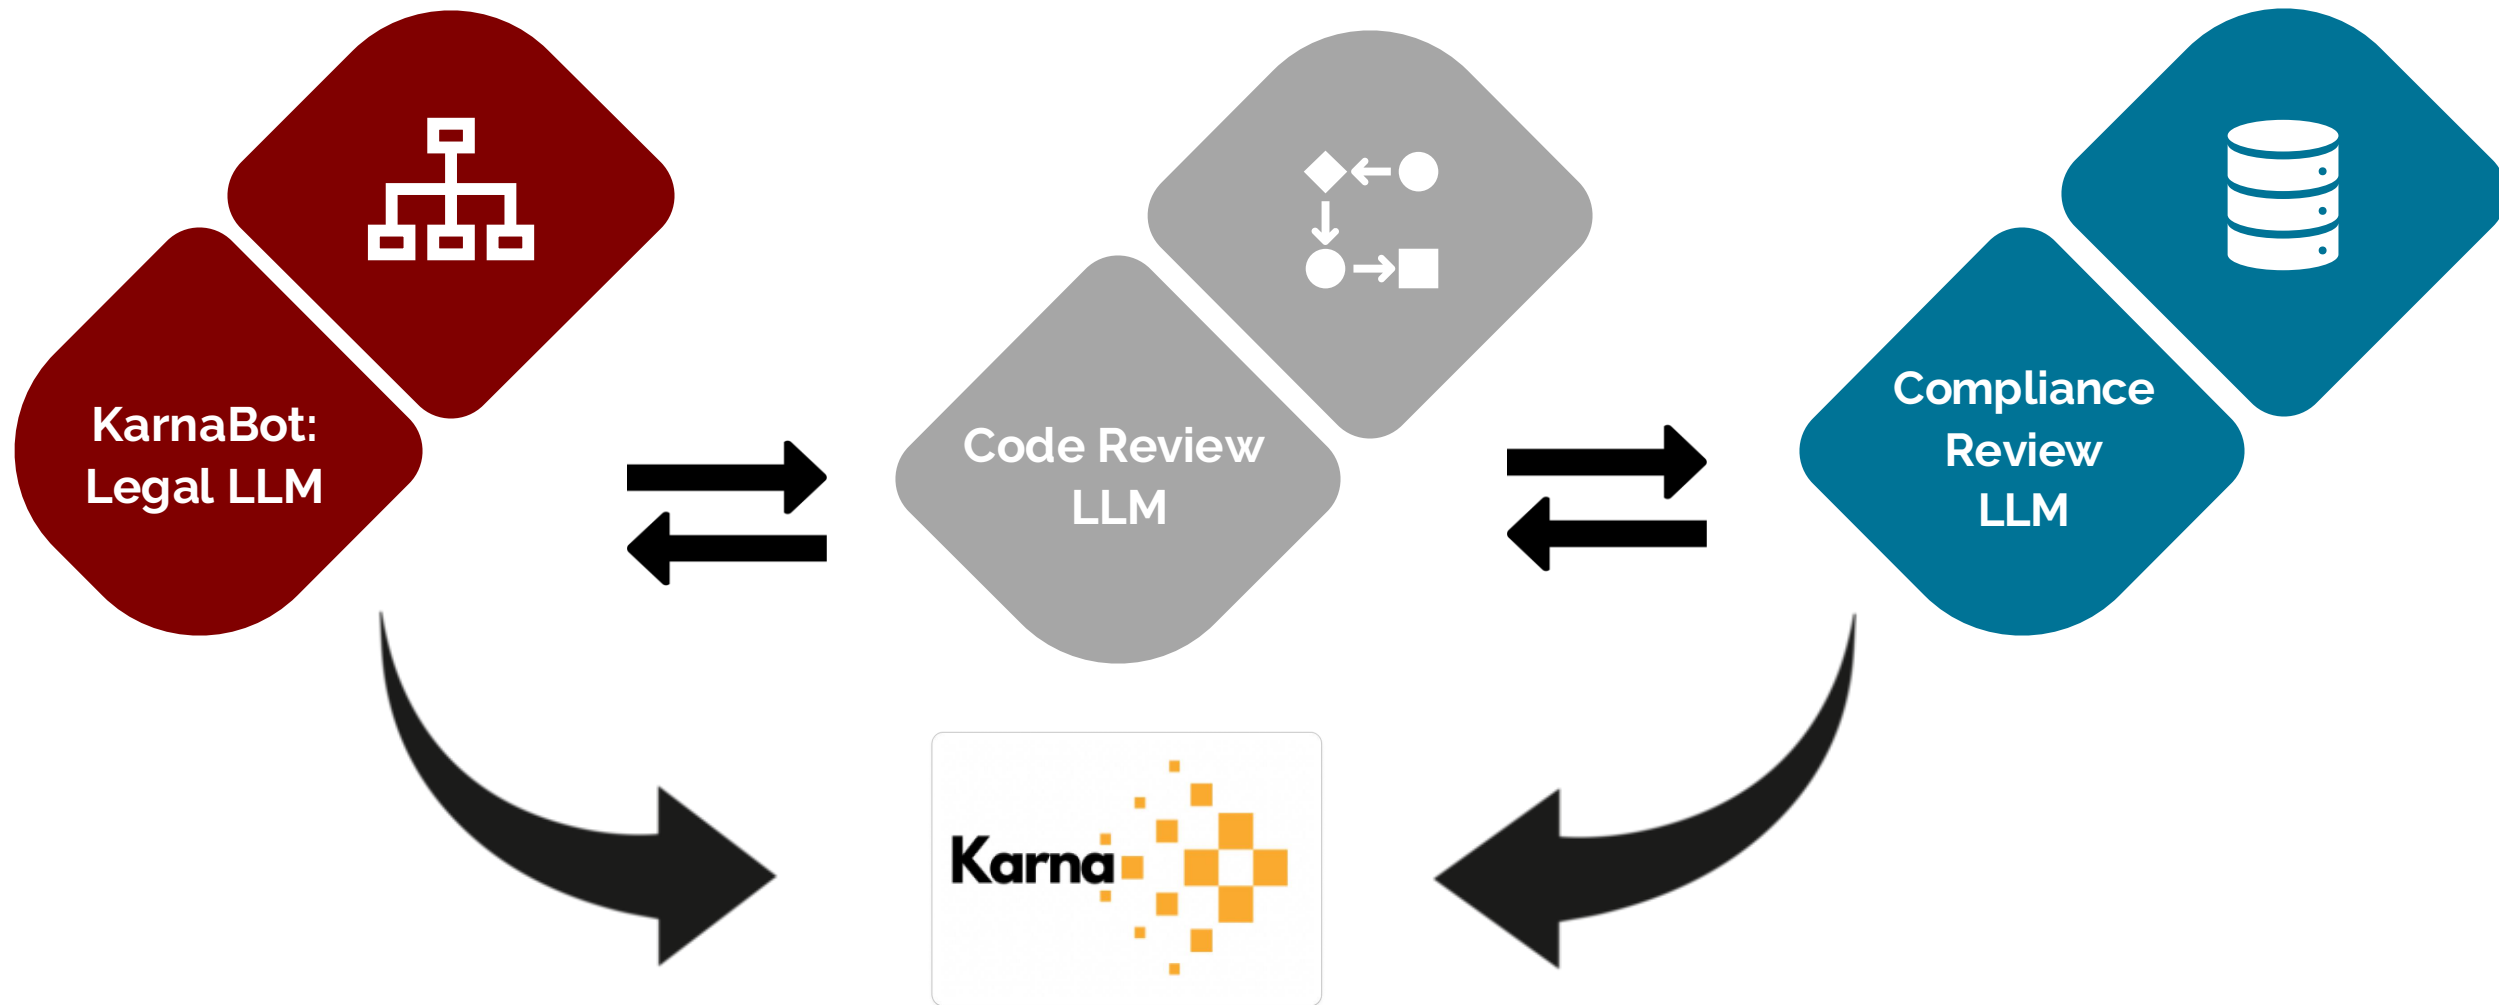 KarnaBot:
Legal LLM
Code Review
LLM
Compliance
Review
LLM
Karna